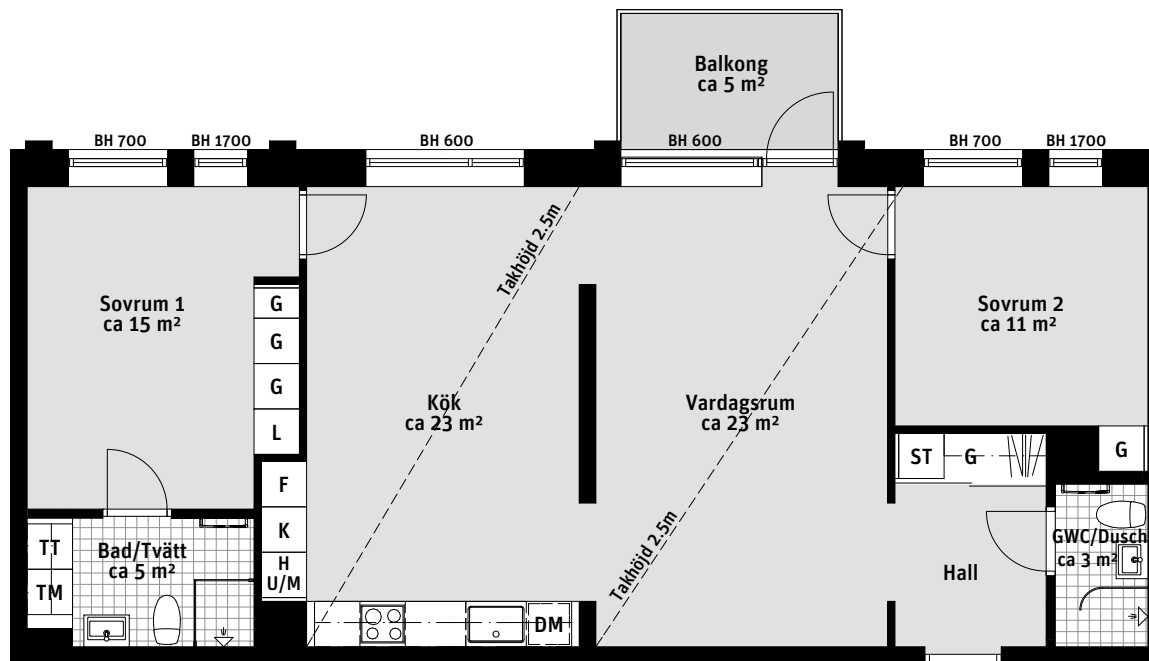 Balkong
ca 5 m²
BH 700
BH 1700
BH 600
BH 600
BH 700
BH 1700
Takhöjd 2.5m
Sovrum 1
ca 15 m²
G
G
G
L
Kök
ca 23 m²
Vardagsrum
ca 23 m²
Sovrum 2
ca 11 m²
ST
G
G
F
K
H
U/M
TT
TM
Bad/Tvätt
ca 5 m²
Takhöjd 2.5m
GWC/Dusch
ca 3 m²
Hall
DM